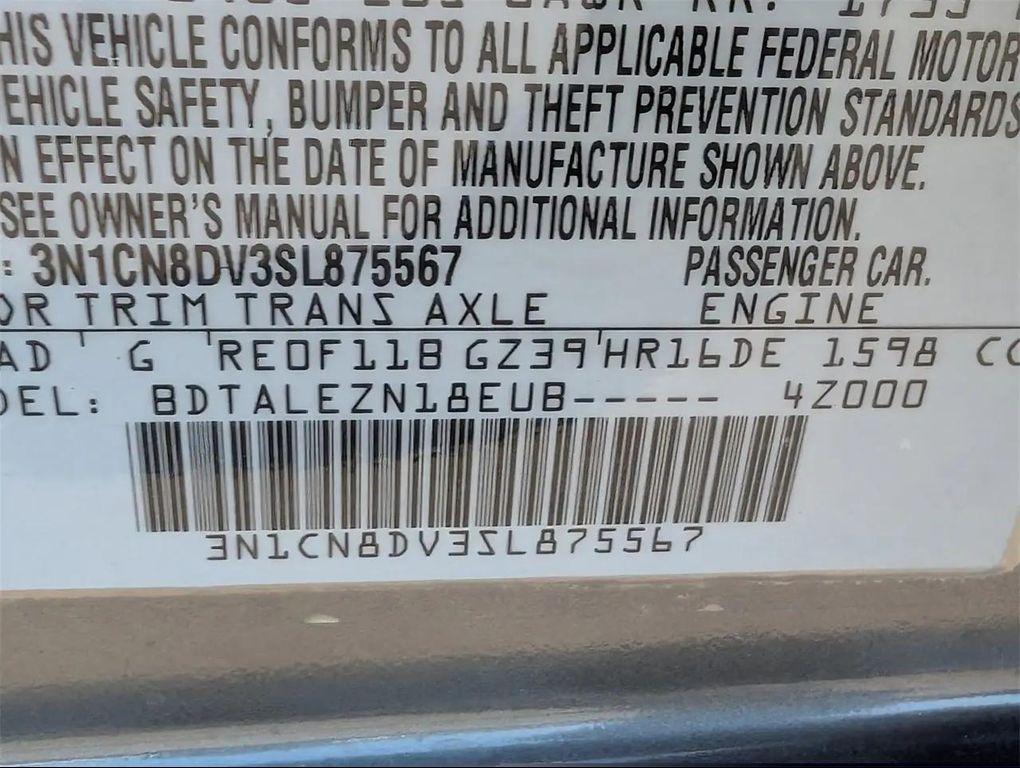 HIS VEHICLE CONFORMS TO ALL APPLICABLE FEDERAL MOTOR
EHICLE SAFETY, BUMPER AND THEFT PREVENTION STANDARDS
N EFFECT ON THE DATE OF MANUFACTURE SHOWN ABOVE.
SEE OWNER'S MANUAL FOR ADDITIONAL INFORMATION.
: 3N1CN8DV3SL875567 PASSENGER CAR.
OR TRIM TRANS AXLE ENGINE
AD ' G 'RE0F11B GZ39'HR16DE 1598 CC
DEL: BDTALEZN18EUB----- 4Z000
3N1CN8DV3SL875567